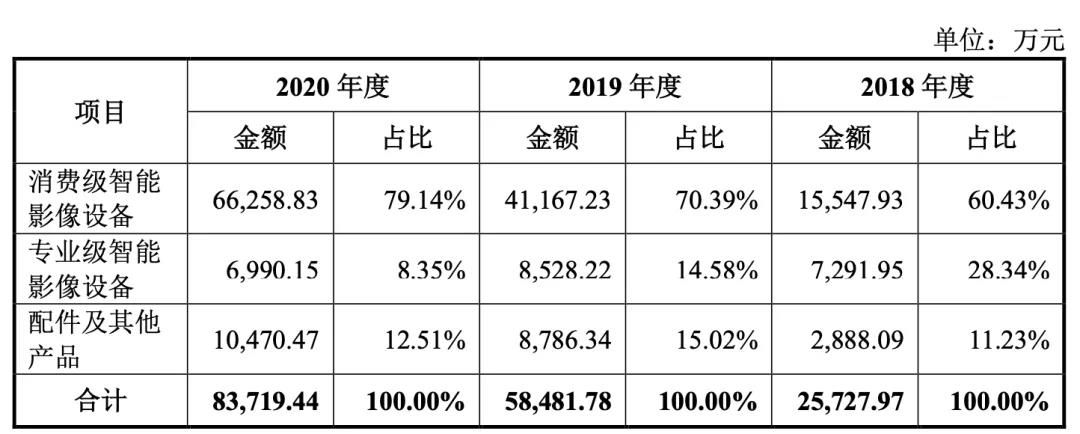 单位：万元
项目 2020 年度 2019 年度 2018 年度
金额 占比 金额 占比 金额 占比
消费级智能
影像设备 66,258.83 79.14% 41,167.23 70.39% 15,547.93 60.43%
专业级智能
影像设备 6,990.15 8.35% 8,528.22 14.58% 7,291.95 28.34%
配件及其他
产品 10,470.47 12.51% 8,786.34 15.02% 2,888.09 11.23%
合计 83,719.44 100.00% 58,481.78 100.00% 25,727.97 100.00%